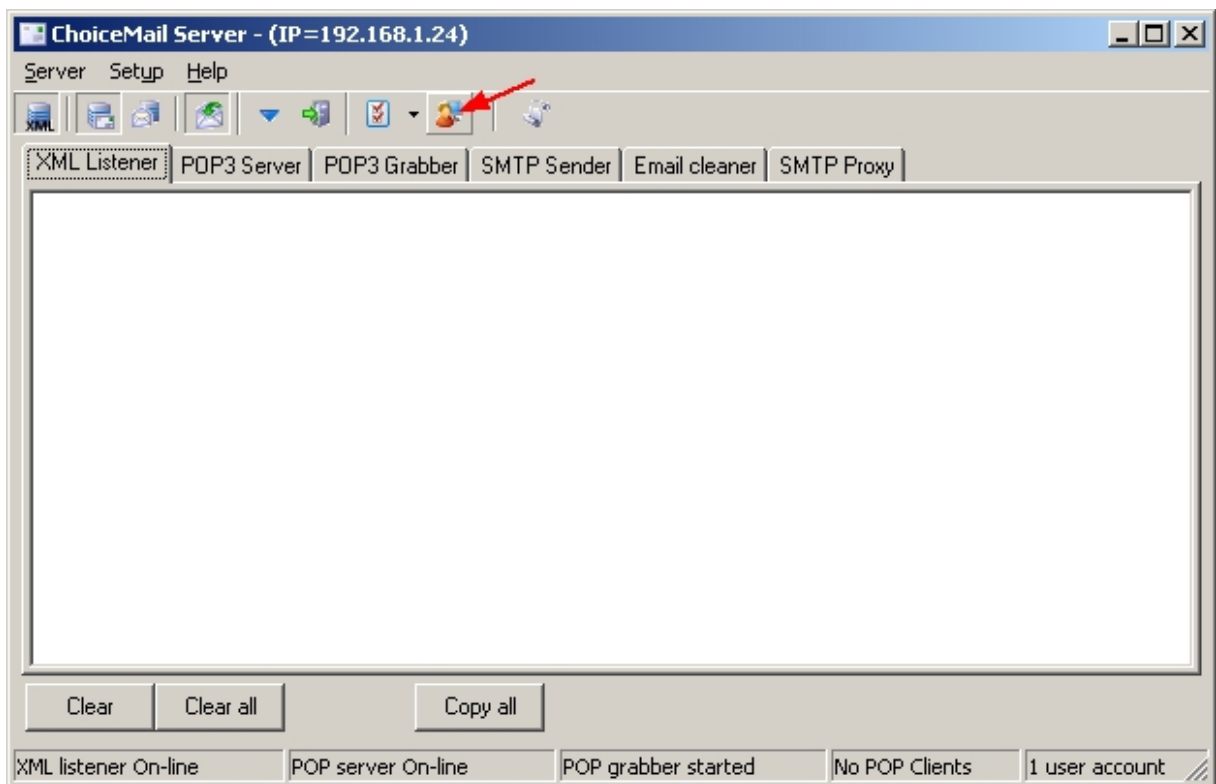 ChoiceMail Server - (IP=192.168.1.24)
Server Setup Help
XML
XML Listener POP3 Server POP3 Grabber SMTP Sender Email cleaner SMTP Proxy
Clear Clear all Copy all
XML listener On-line POP server On-line POP grabber started No POP Clients 1 user account